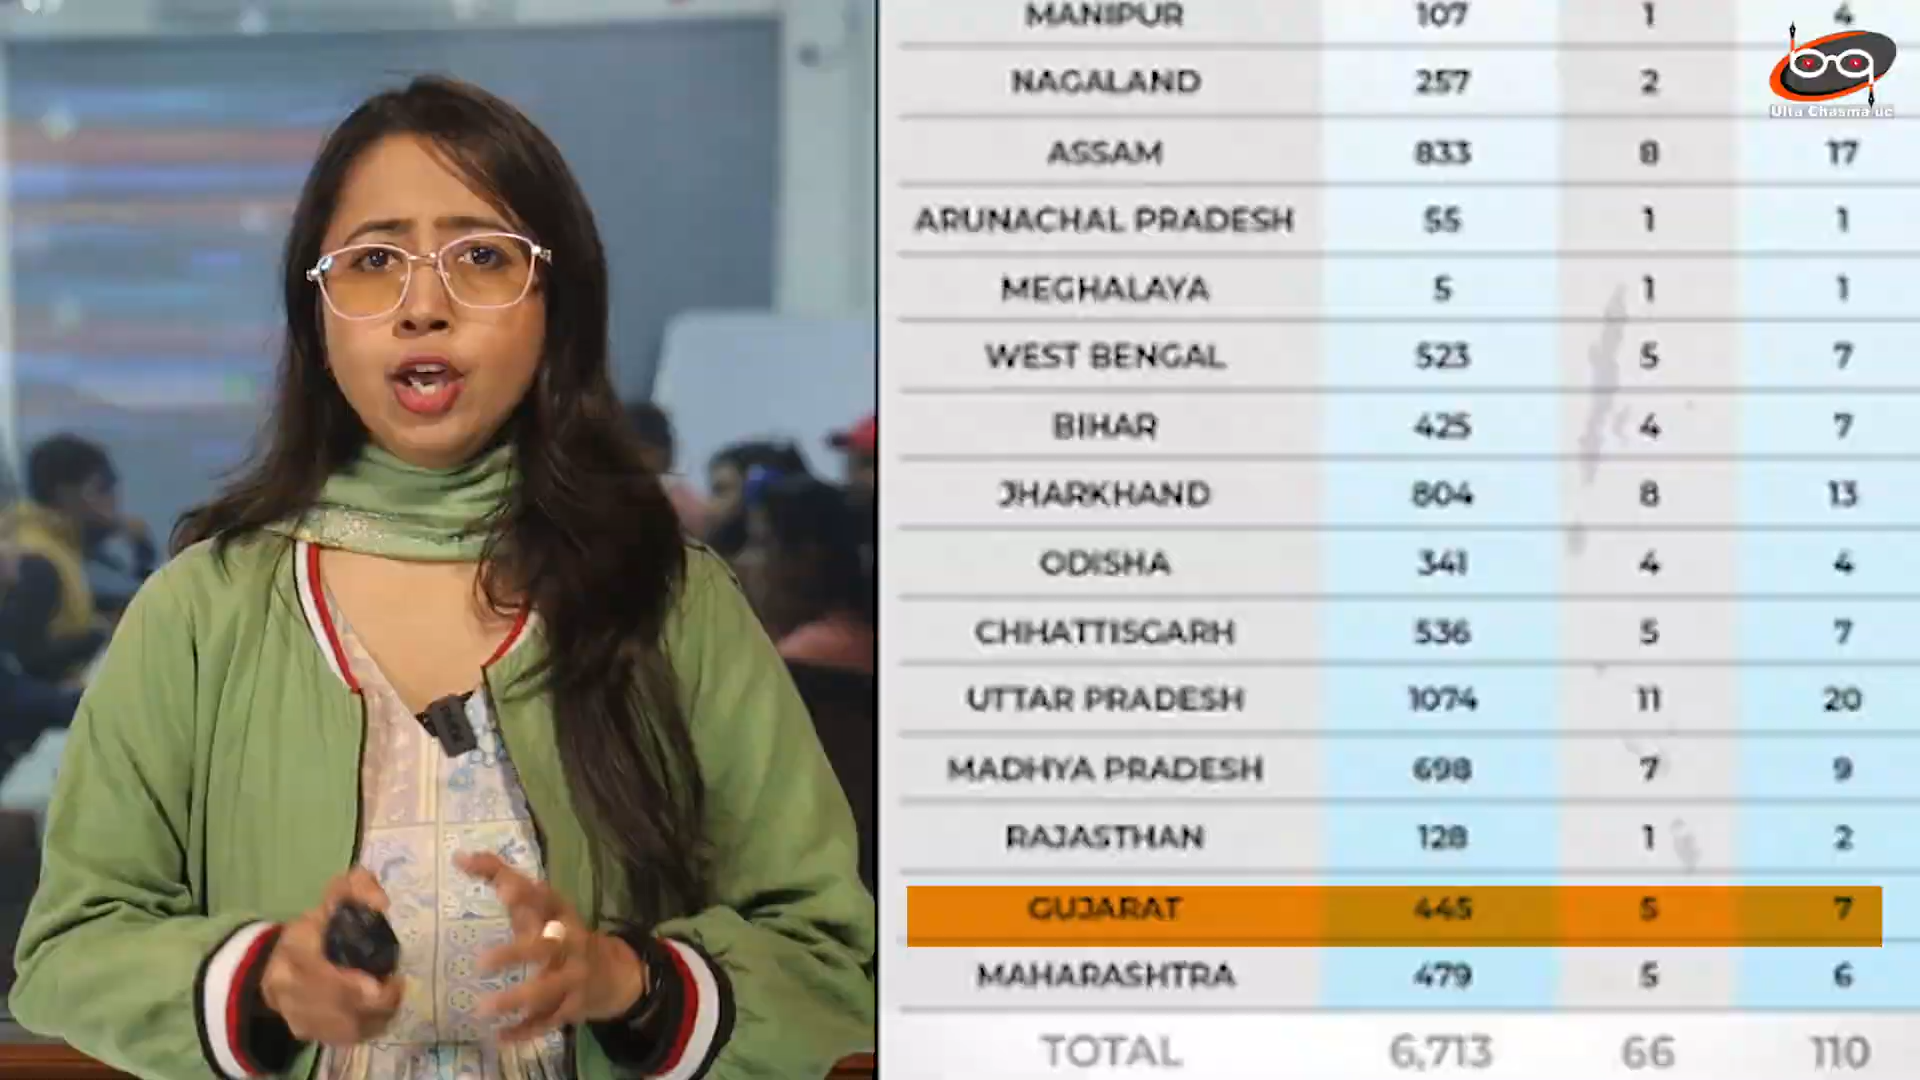 MANIPUR 107 1 4
NAGALAND 257 2
Ulta Chasma uc
ASSAM 833 8 17
ARUNACHAL PRADESH 55 1 1
MEGHALAYA 5 1 1
WEST BENGAL 523 5 7
BIHAR 425 4 7
JHARKHAND 804 8 13
ODISHA 341 4 4
CHHATTISGARH 536 5 7
UTTAR PRADESH 1074 11 20
MADHYA PRADESH 698 7 9
RAJASTHAN 128 1 2
GUJARAT 445 5 7
MAHARASHTRA 479 5 6
TOTAL 6,713 66 110